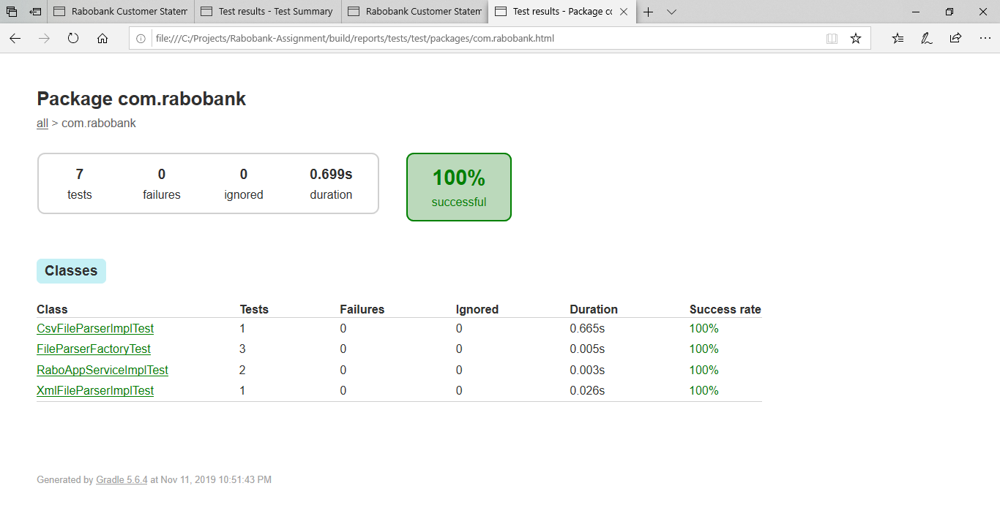 Rabobank Customer Statem Test results - Test Summary Rabobank Customer Statem Test results - Package co
file:///C:/Projects/Rabobank-Assignment/build/reports/tests/test/packages/com.rabobank.html
Package com.rabobank
all > com.rabobank
7 0 0 0.699s 100%
tests failures ignored duration successful
Classes
Class Tests Failures Ignored Duration Success rate
CsvFileParserImplTest 1 0 0 0.665s 100%
FileParserFactoryTest 3 0 0 0.005s 100%
RaboAppServiceImplTest 2 0 0 0.003s 100%
XmlFileParserImplTest 1 0 0 0.026s 100%
Generated by Gradle 5.6.4 at Nov 11, 2019 10:51:43 PM